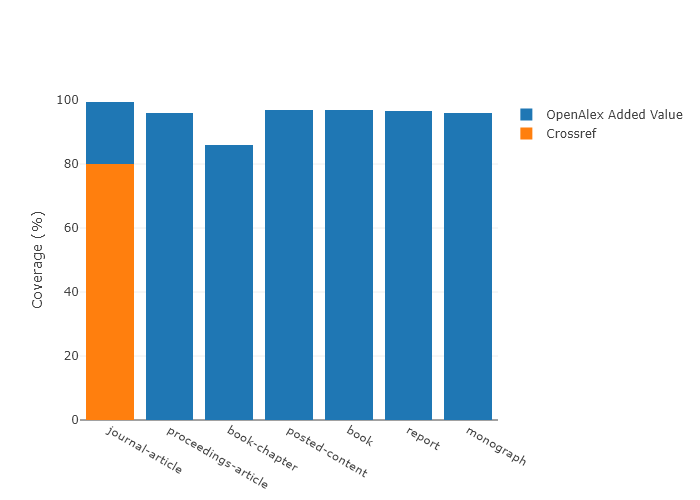 100
80
60
40
20
0
Coverage (%)
journal-article
proceedings-article
book-chapter
posted-content
book
report
monograph
OpenAlex Added Value
Crossref